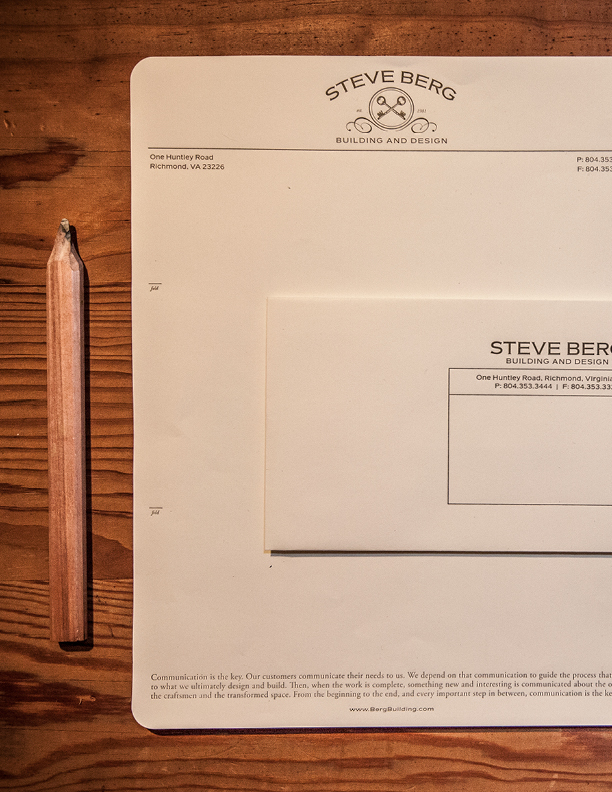 STEVE BERG
BUILDING AND DESIGN
One Huntley Road
Richmond, VA 23226
P: 804.353
F: 804.353
fold
STEVE BERG
BUILDING AND DESIGN
One Huntley Road, Richmond, Virginia
P: 804.353.3444 | F: 804.353.33
fold
Communication is the key. Our customers communicate their needs to us. We depend on that communication to guide the process that
to what we ultimately design and build. Then, when the work is complete, something new and interesting is communicated about the
the craftsmen and the transformed space. From the beginning to the end, and every important step in between, communication is the
www.BergBuilding.com